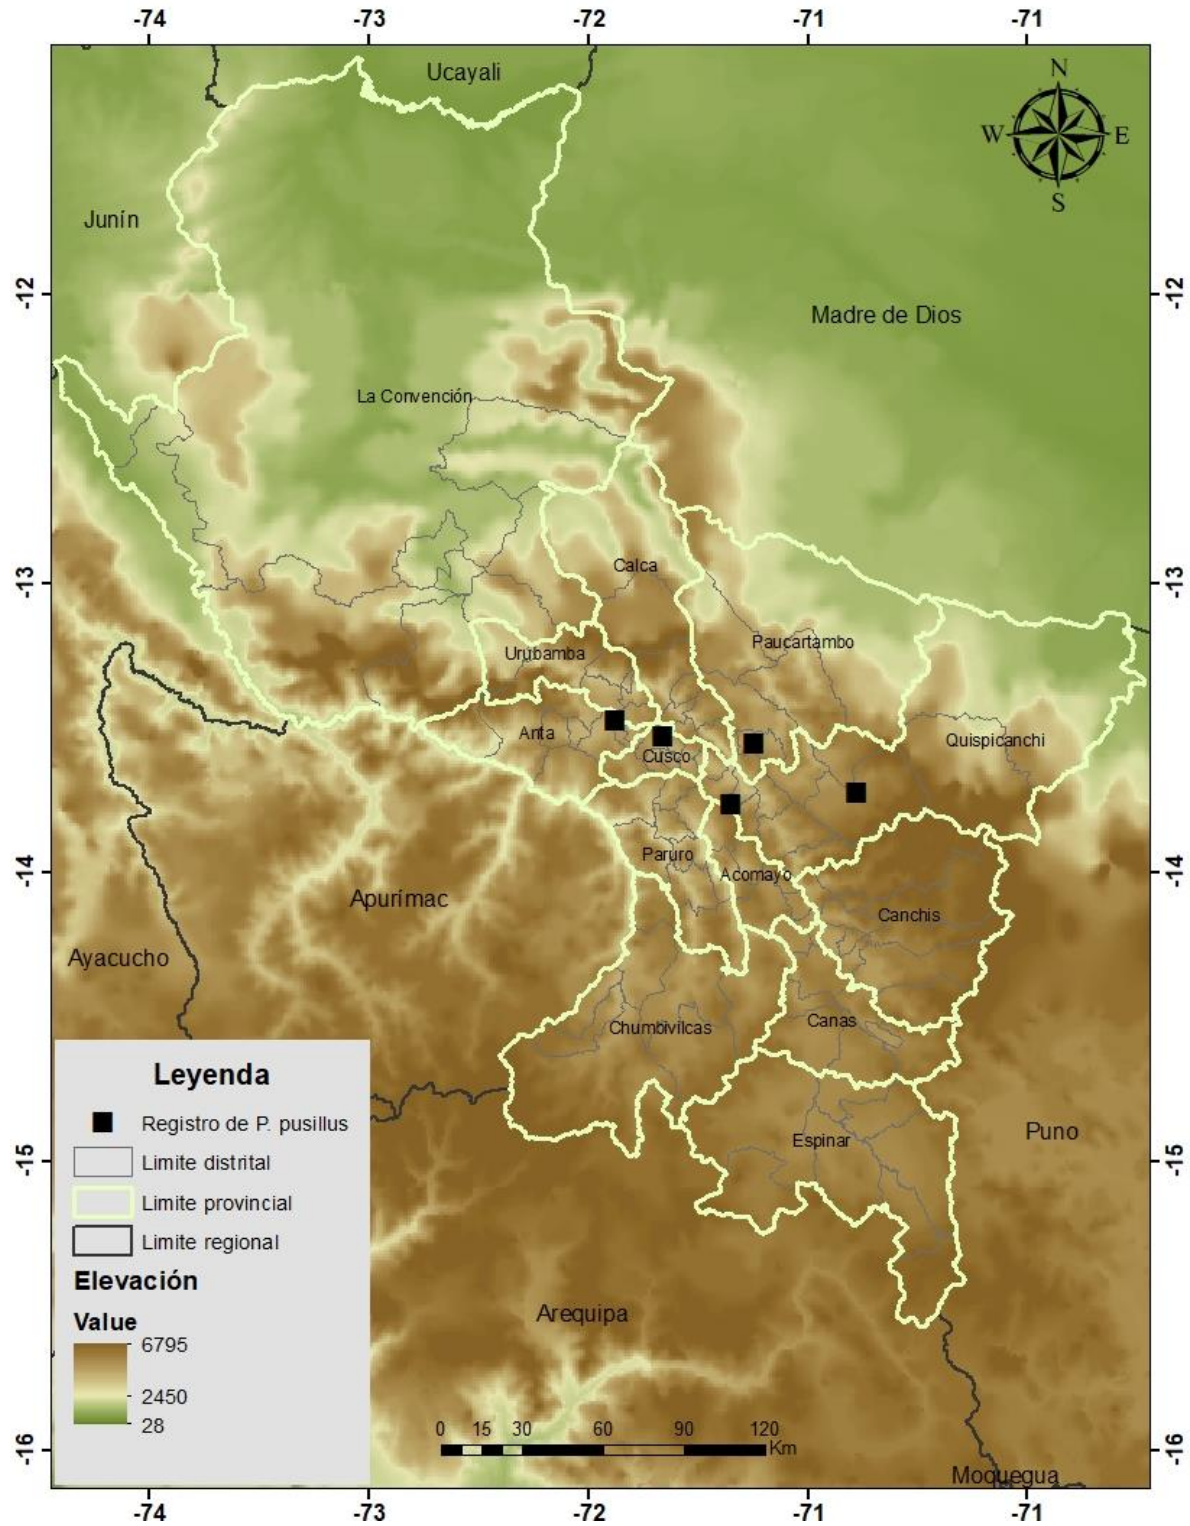 -74 -73 -72 -71 -71
Ucayali
N
W E
S
Junín
-12 -12
Madre de Dios
La Convención
Calca
-13 -13
Paucartambo
Urubamba
Anta
Quispicanchi
Cusco
Paruro
-14 -14
Acomayo
Apurímac
Canchis
Ayacucho
Canas
Chumbivilcas
Leyenda
Registro de P. pusillus
Puno
Espinar
Limite distrital
-15 -15
Limite provincial
Limite regional
Elevación
Arequipa
Value
6795
2450
28
0 15 30 60 90 120
Km
-16 -16
Moquegua
-74 -73 -72 -71 -71